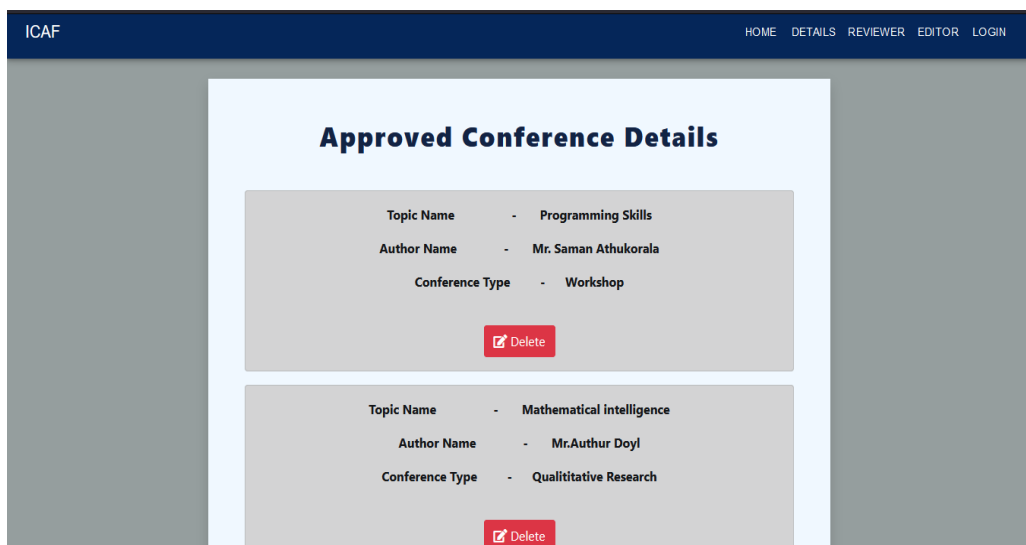 ICAF HOME DETAILS REVIEWER EDITOR LOGIN
Approved Conference Details
Topic Name - Programming Skills
Author Name - Mr. Saman Athukorala
Conference Type - Workshop
Delete
Topic Name - Mathematical intelligence
Author Name - Mr.Authur Doyl
Conference Type - Qualititative Research
Delete